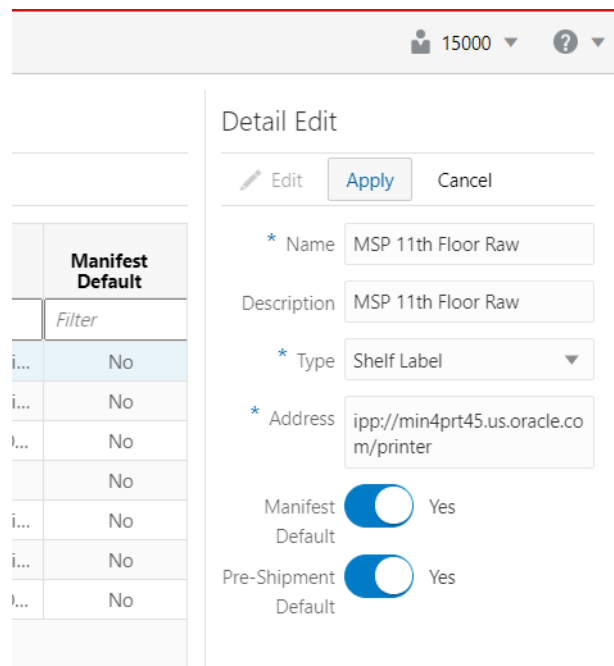 15000
Detail Edit
Edit Apply Cancel
* Name MSP 11th Floor Raw
Description MSP 11th Floor Raw
* Type Shelf Label
* Address ipp://min4prt45.us.oracle.co
m/printer
Manifest
Default
Yes
Pre-Shipment
Default
Yes
Manifest
Default
Filter
i... No
i... No
No
No
i... No
i... No
No